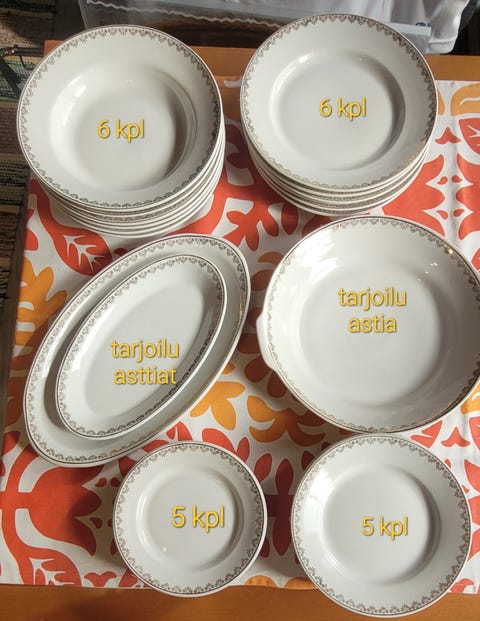 6 kpl
6 kpl
tarjoilu
asttiat
tarjoilu
astia
5 kpl
5 kpl